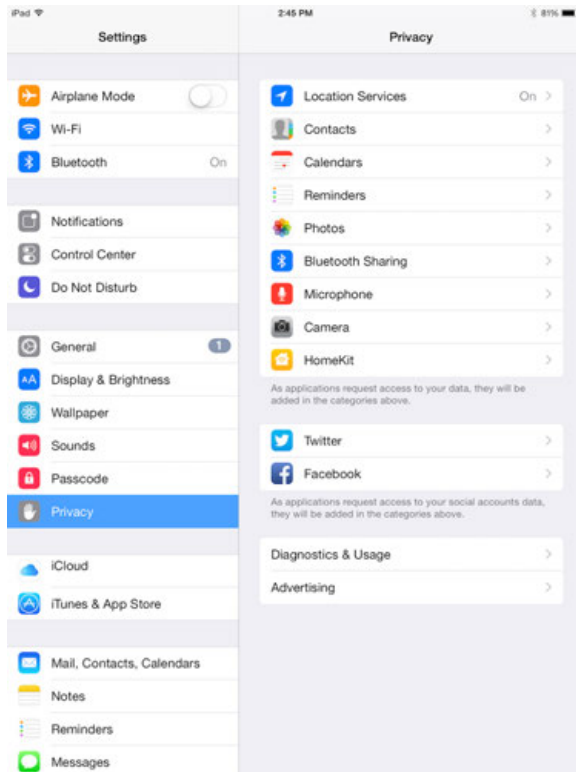 iPad
2:45 PM
81%
Settings
Privacy
Airplane Mode
Wi-Fi
Bluetooth On
Notifications
Control Center
Do Not Disturb
General 1
AA Display & Brightness
Wallpaper
Sounds
Passcode
Privacy
iCloud
iTunes & App Store
Mail, Contacts, Calendars
Notes
Reminders
Messages
Location Services On
Contacts
Calendars
Reminders
Photos
Bluetooth Sharing
Microphone
Camera
HomeKit
As applications request access to your data, they will be
added in the categories above.
Twitter
Facebook
As applications request access to your social accounts data,
they will be added in the categories above.
Diagnostics & Usage
Advertising